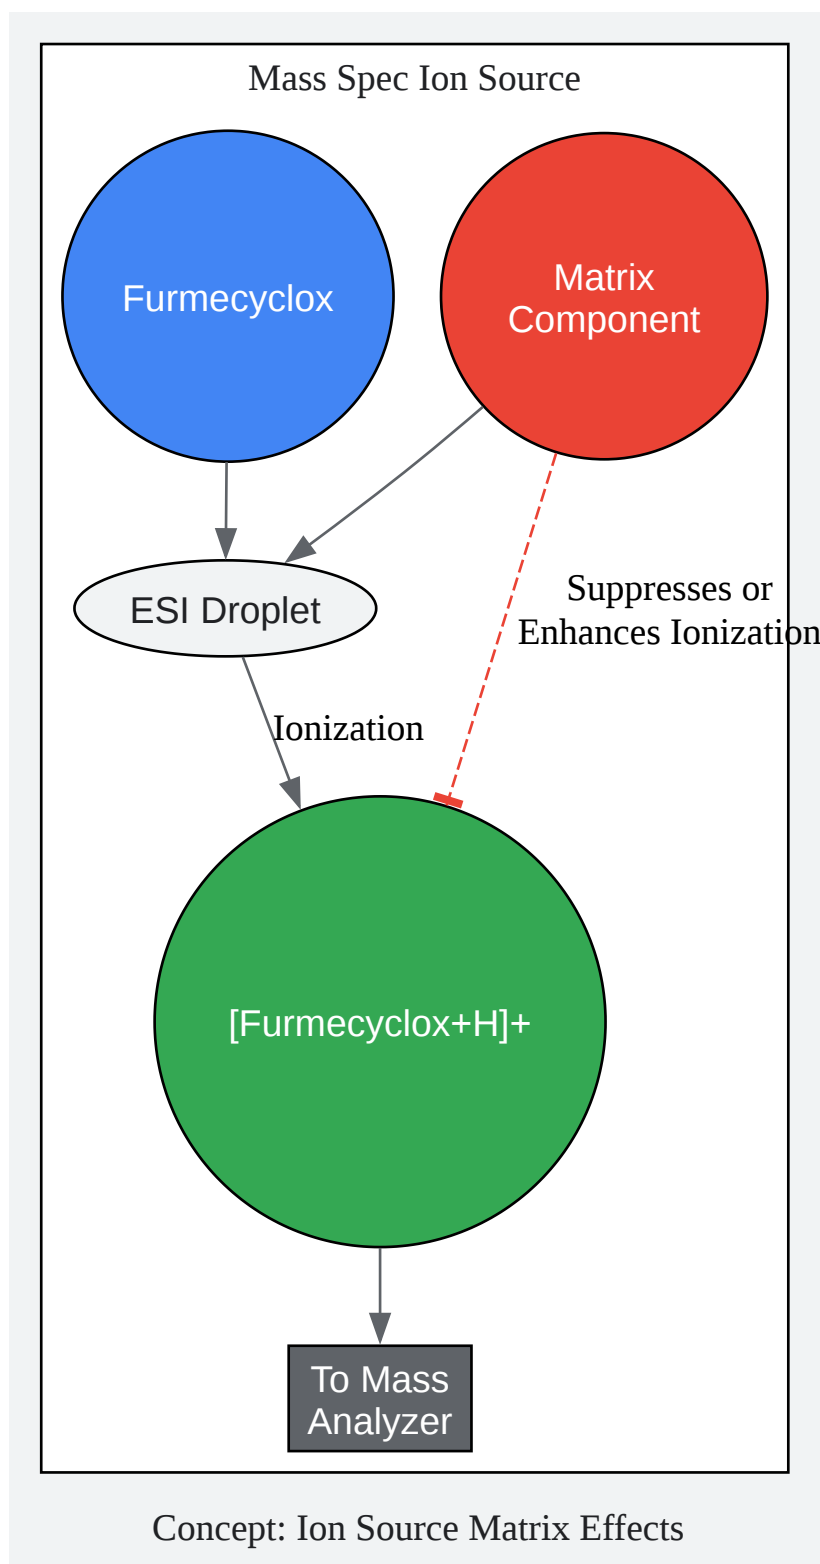 Mass Spec Ion Source
Furmecyclox
Matrix
Component
ESI Droplet
Suppresses or
Enhances Ionization
Ionization
[Furmecyclox+H]+
To Mass
Analyzer
Concept: Ion Source Matrix Effects